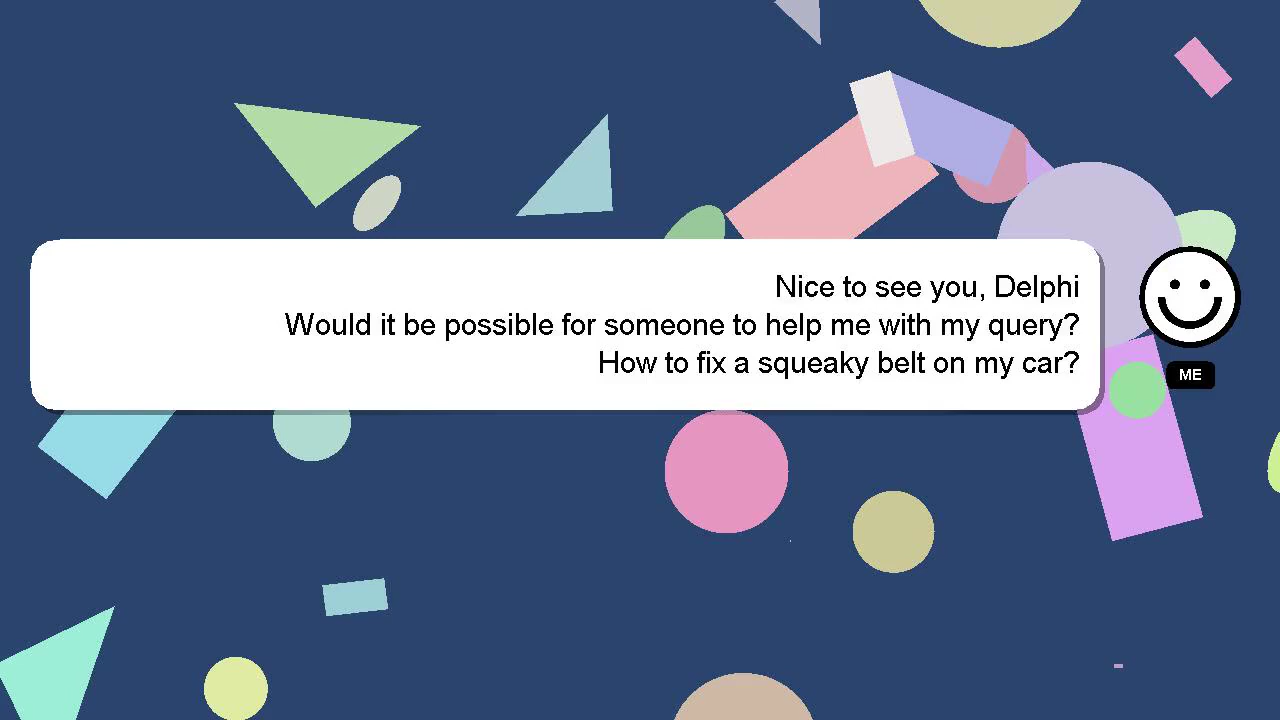 Nice to see you, Delphi
Would it be possible for someone to help me with my query?
How to fix a squeaky belt on my car?
ME